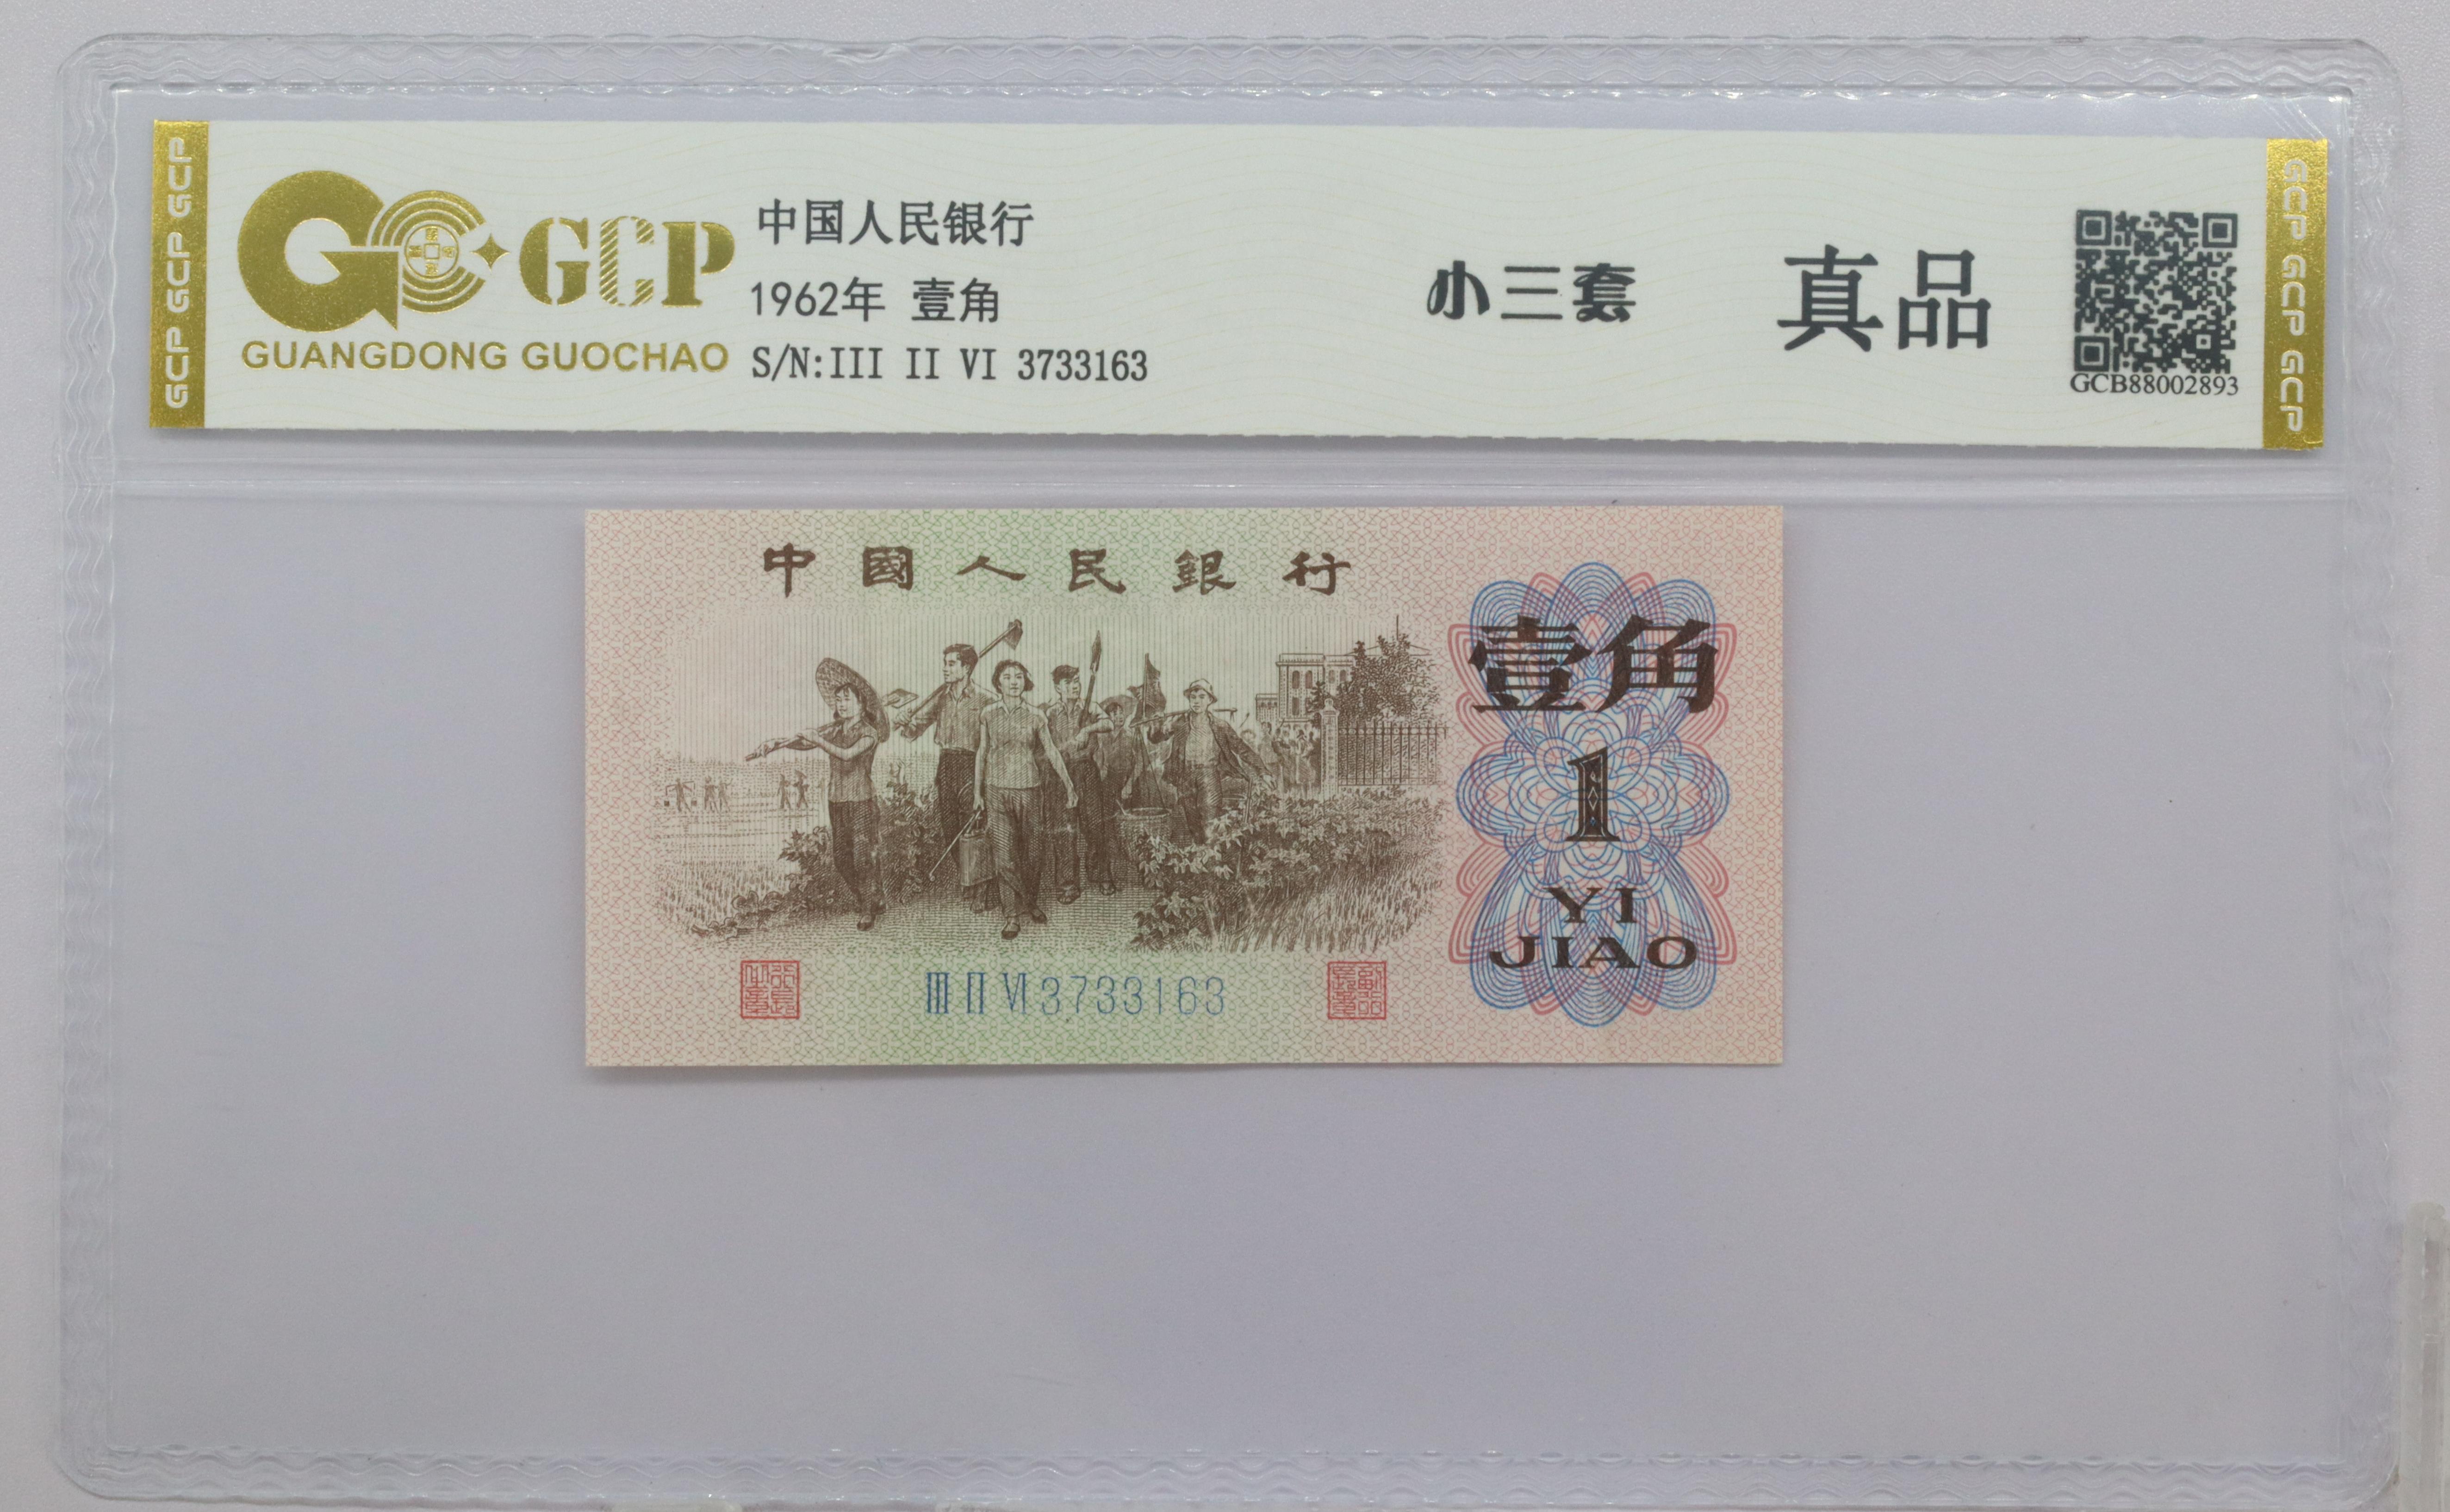 GCP GCP GCP
GCP
GUANGDONG GUOCHAO
中国人民银行
1962年 壹角
S/N:III II VI 3733163
小三套
真品
GCB88002893
GCP GCP GCP
中國人民銀行
壹角
1
YI
JIAO
III II VI 3733163